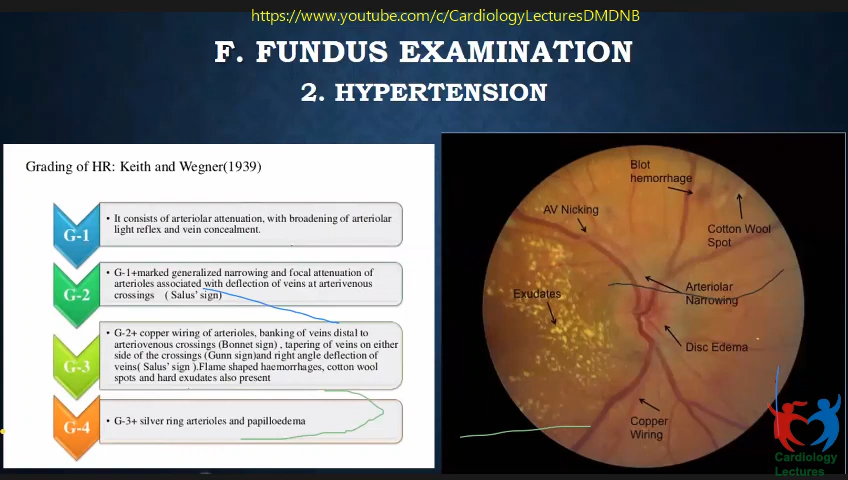 https://www.youtube.com/c/CardiologyLecturesDMDNB
F. FUNDUS EXAMINATION
2. HYPERTENSION
Grading of HR: Keith and Wegner(1939)
G-1
• It consists of arteriolar attenuation, with broadening of arteriolar
light reflex and vein concealment.
G-2
• G-1+marked generalized narrowing and focal attenuation of
arterioles associated with deflection of veins at arterivenous
crossings ( Salus' sign)
G-3
• G-2+ copper wiring of arterioles, banking of veins distal to
arteriovenous crossings (Bonnet sign) , tapering of veins on either
side of the crossings (Gunn sign)and right angle deflection of
veins( Salus' sign ).Flame shaped haemorrhages, cotton wool
spots and hard exudates also present
G-4
• G-3+ silver ring arterioles and papilloedema
Blot
hemorrhage
AV Nicking
Cotton Wool
Spot
Exudates
Arteriolar
Narrowing
Disc Edema
Copper
Wiring
Cardiology
Lectures